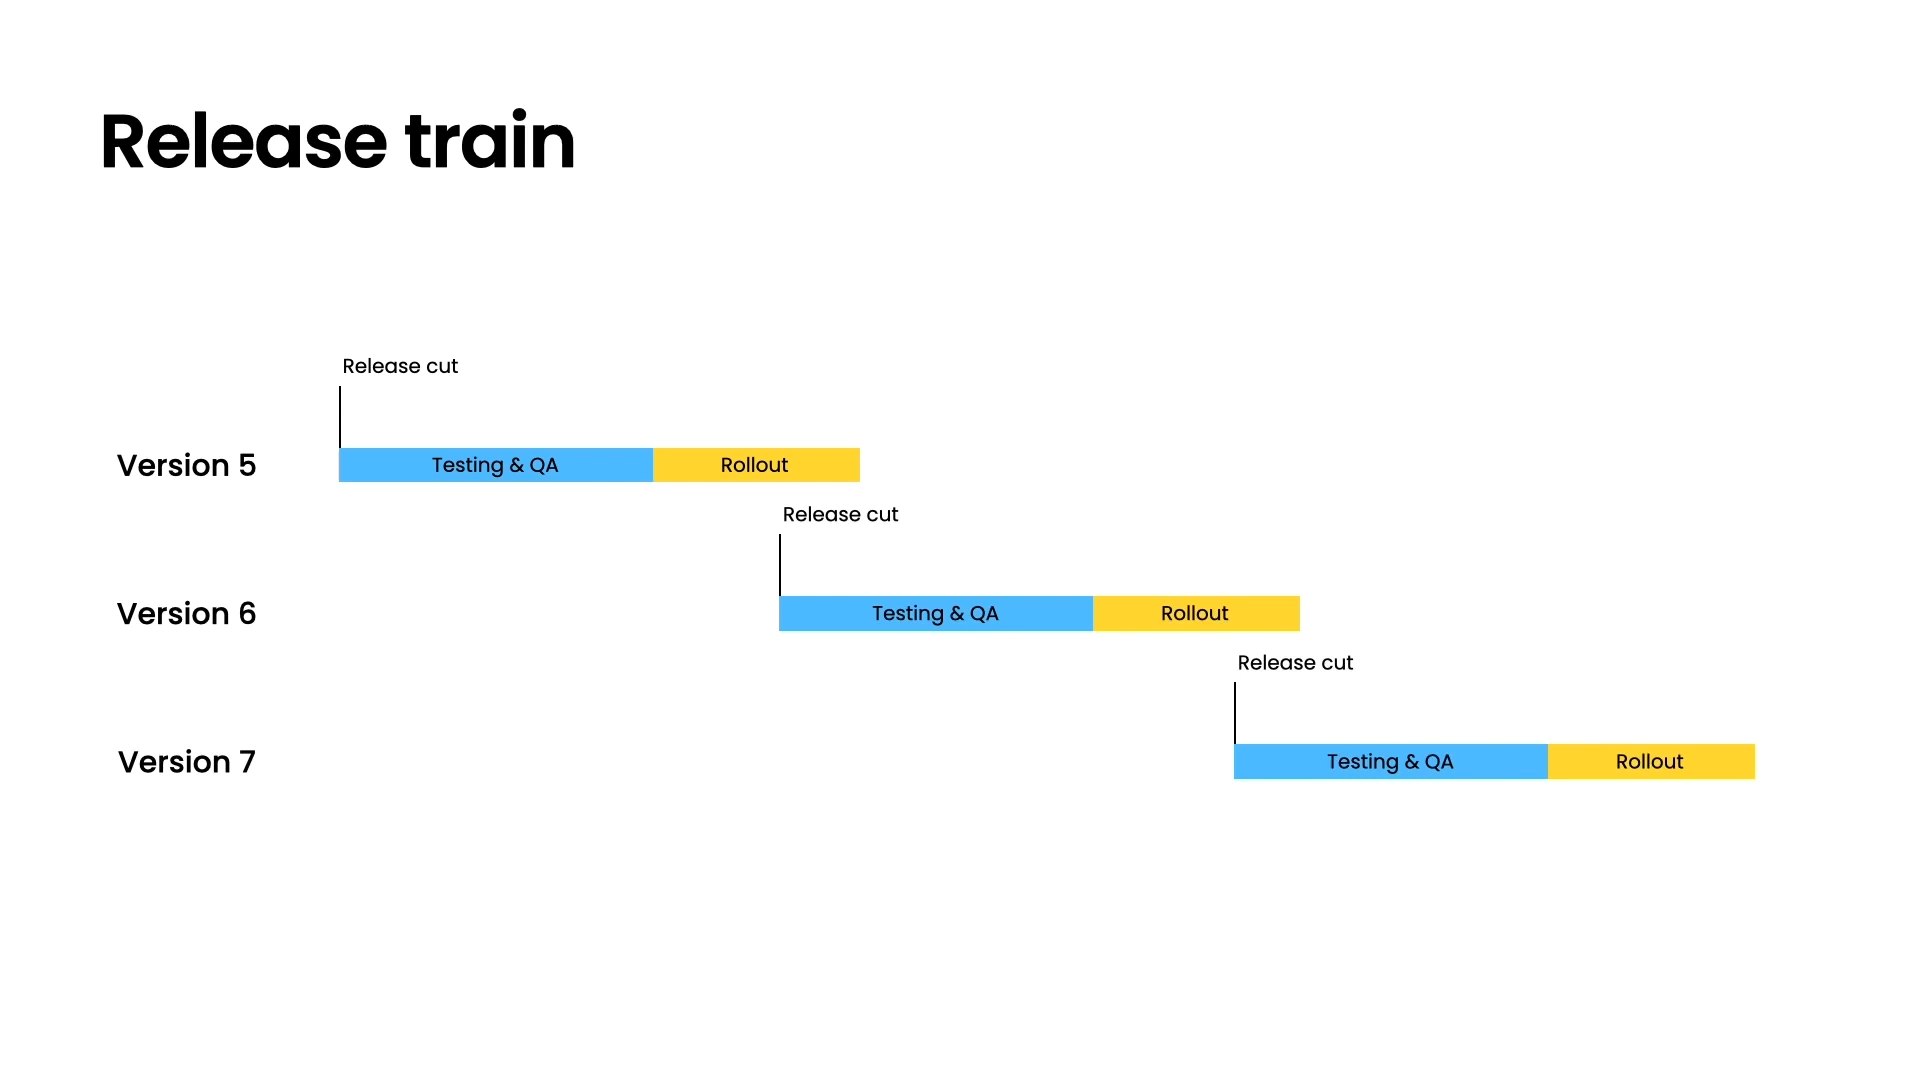 Release train
Release cut
Version 5
Testing & QA
Rollout
Release cut
Version 6
Testing & QA
Rollout
Release cut
Version 7
Testing & QA
Rollout